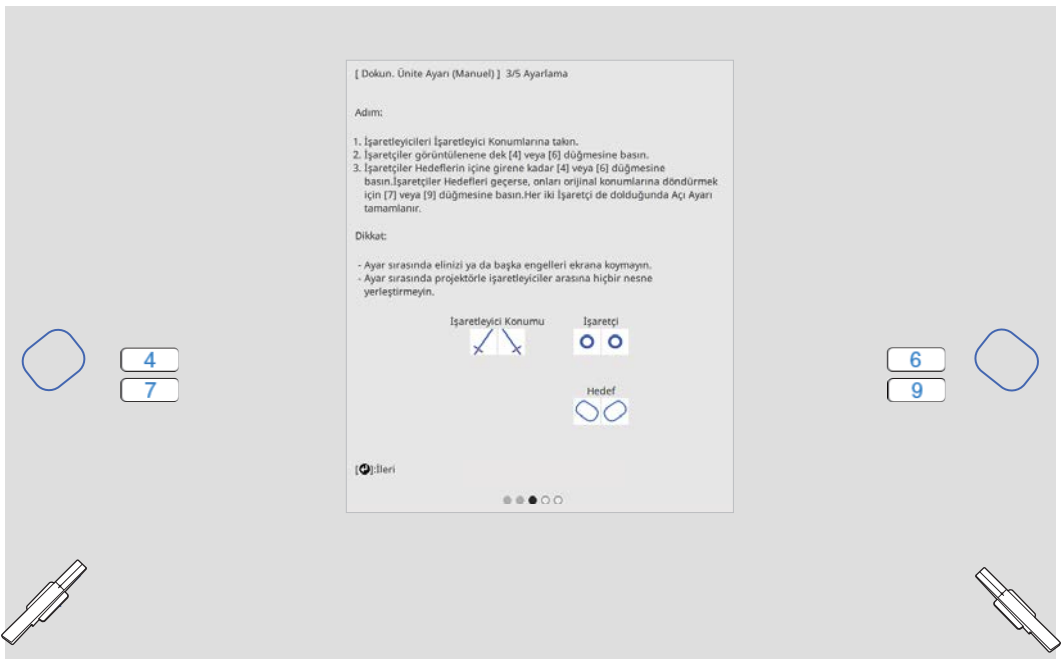 [ Dokun. Ünite Ayarı (Manuel) ] 3/5 Ayarlama
Adım:
1. İşaretleyicileri İşaretleyici Konumlarına takın.
2. İşaretçiler görüntülenene dek [4] veya [6] düğmesine basın.
3. İşaretçiler Hedeflerin içine girene kadar [4] veya [6] düğmesine
basın.İşaretçiler Hedefleri geçerse, onları orijinal konumlarına döndürmek
için [7] veya [9] düğmesine basın.Her iki İşaretçi de dolduğunda Açı Ayarı
tamamlanır.
Dikkat:
- Ayar sırasında elinizi ya da başka engelleri ekrana koymayın.
- Ayar sırasında projektörle işaretleyiciler arasına hiçbir nesne
yerleştirmeyin.
İşaretleyici Konumu İşaretçi
4 6
7 9
Hedef
[ ]:İleri